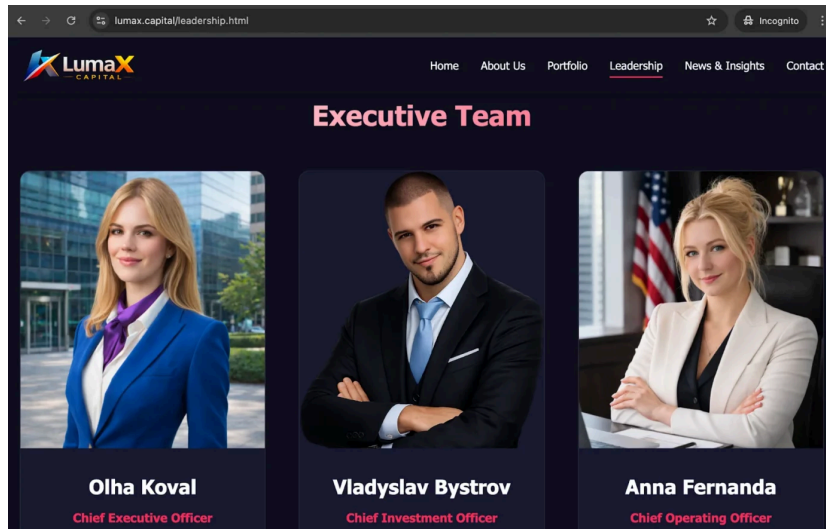 lumax.capital/leadership.html
Incognito
LumaX
CAPITAL
Home About Us Portfolio Leadership News & Insights Contact
Executive Team
Olha Koval Vladyslav Bystrov Anna Fernanda
Chief Executive Officer Chief Investment Officer Chief Operating Officer